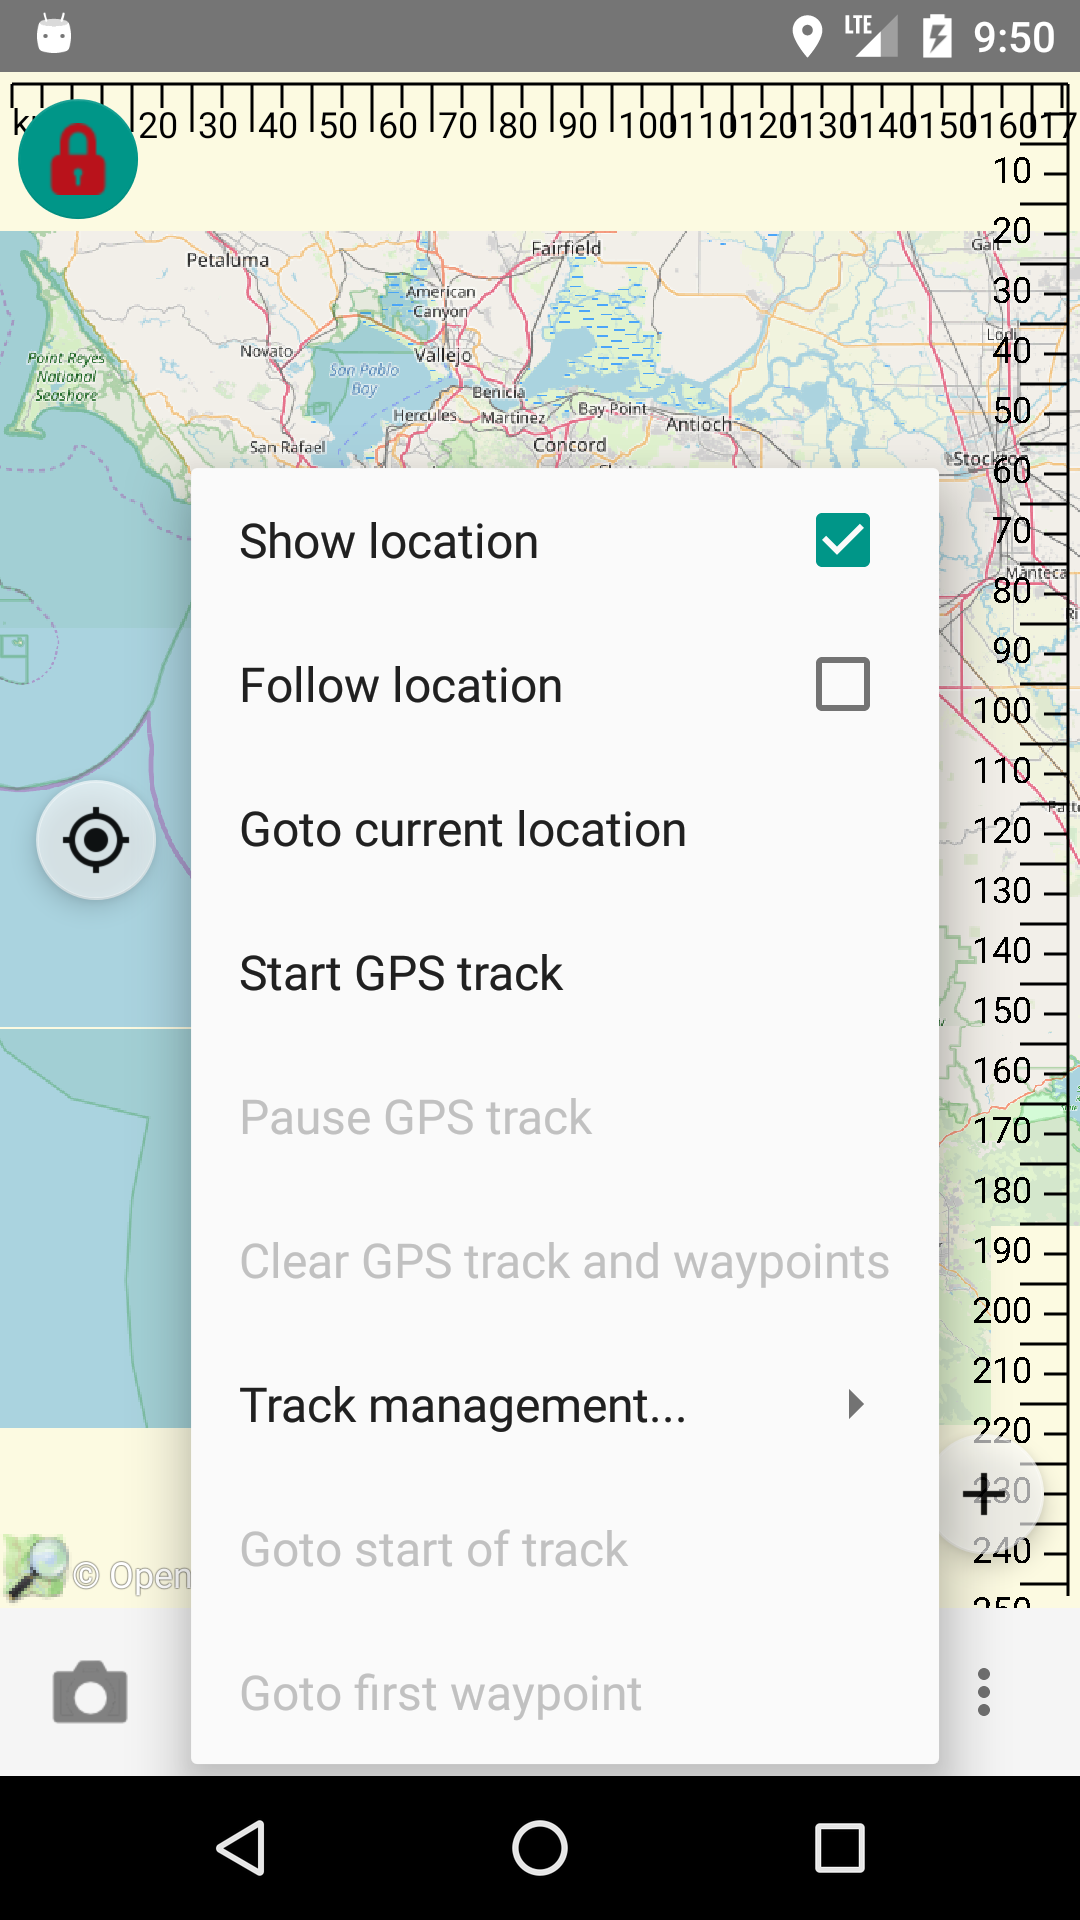 LTE 9:50
20 30 40 50 60 70 80 90 100 110 120 130 140 150 160 17
10
20
30
40
50
60
70
80
90
100
110
120
130
140
150
160
170
180
190
200
210
220
230
240
250
Petaluma
Fairfield
American
Canyon
Novato
Vallejo
Point Reyes
National
Seashore
San Pablo
Bay
Benicia
Hercules
Martinez
Bay Point
Antioch
San Rafael
Concord
Lodi
Stockton
Manteca
Show location
Follow location
Goto current location
Start GPS track
Pause GPS track
Clear GPS track and waypoints
Track management...
Goto start of track
Goto first waypoint
© Open